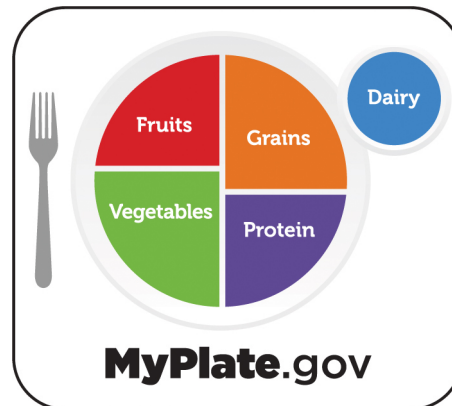 Fruits
Grains
Dairy
Vegetables
Protein
MyPlate.gov